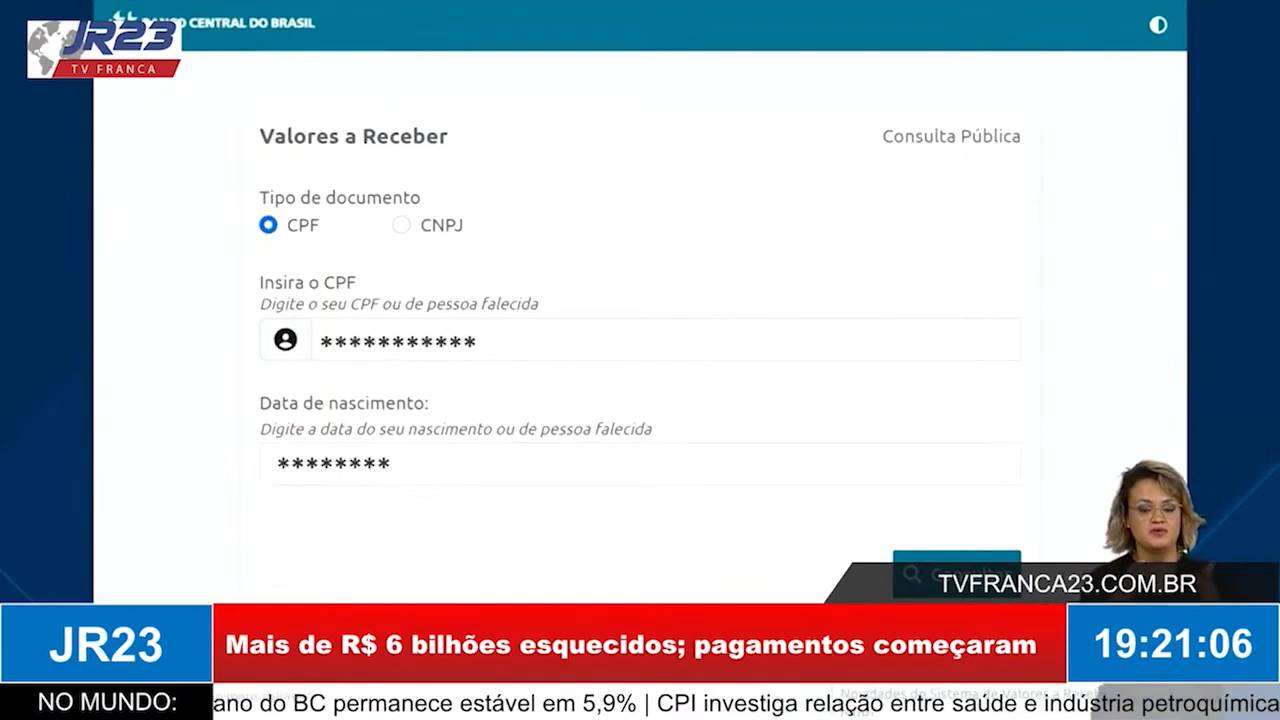 BANCO CENTRAL DO BRASIL
JR23
TV FRANCA
Valores a Receber
Consulta Pública
Tipo de documento
CPF
CNPJ
Insira o CPF
Digite o seu CPF ou de pessoa falecida
***********
Data de nascimento:
Digite a data do seu nascimento ou de pessoa falecida
********
TVFRANCA23.COM.BR
JR23
Mais de R$ 6 bilhões esquecidos; pagamentos começaram
19:21:06
NO MUNDO:
ano do BC permanece estável em 5,9% | CPI investiga relação entre saúde e indústria petroquímica